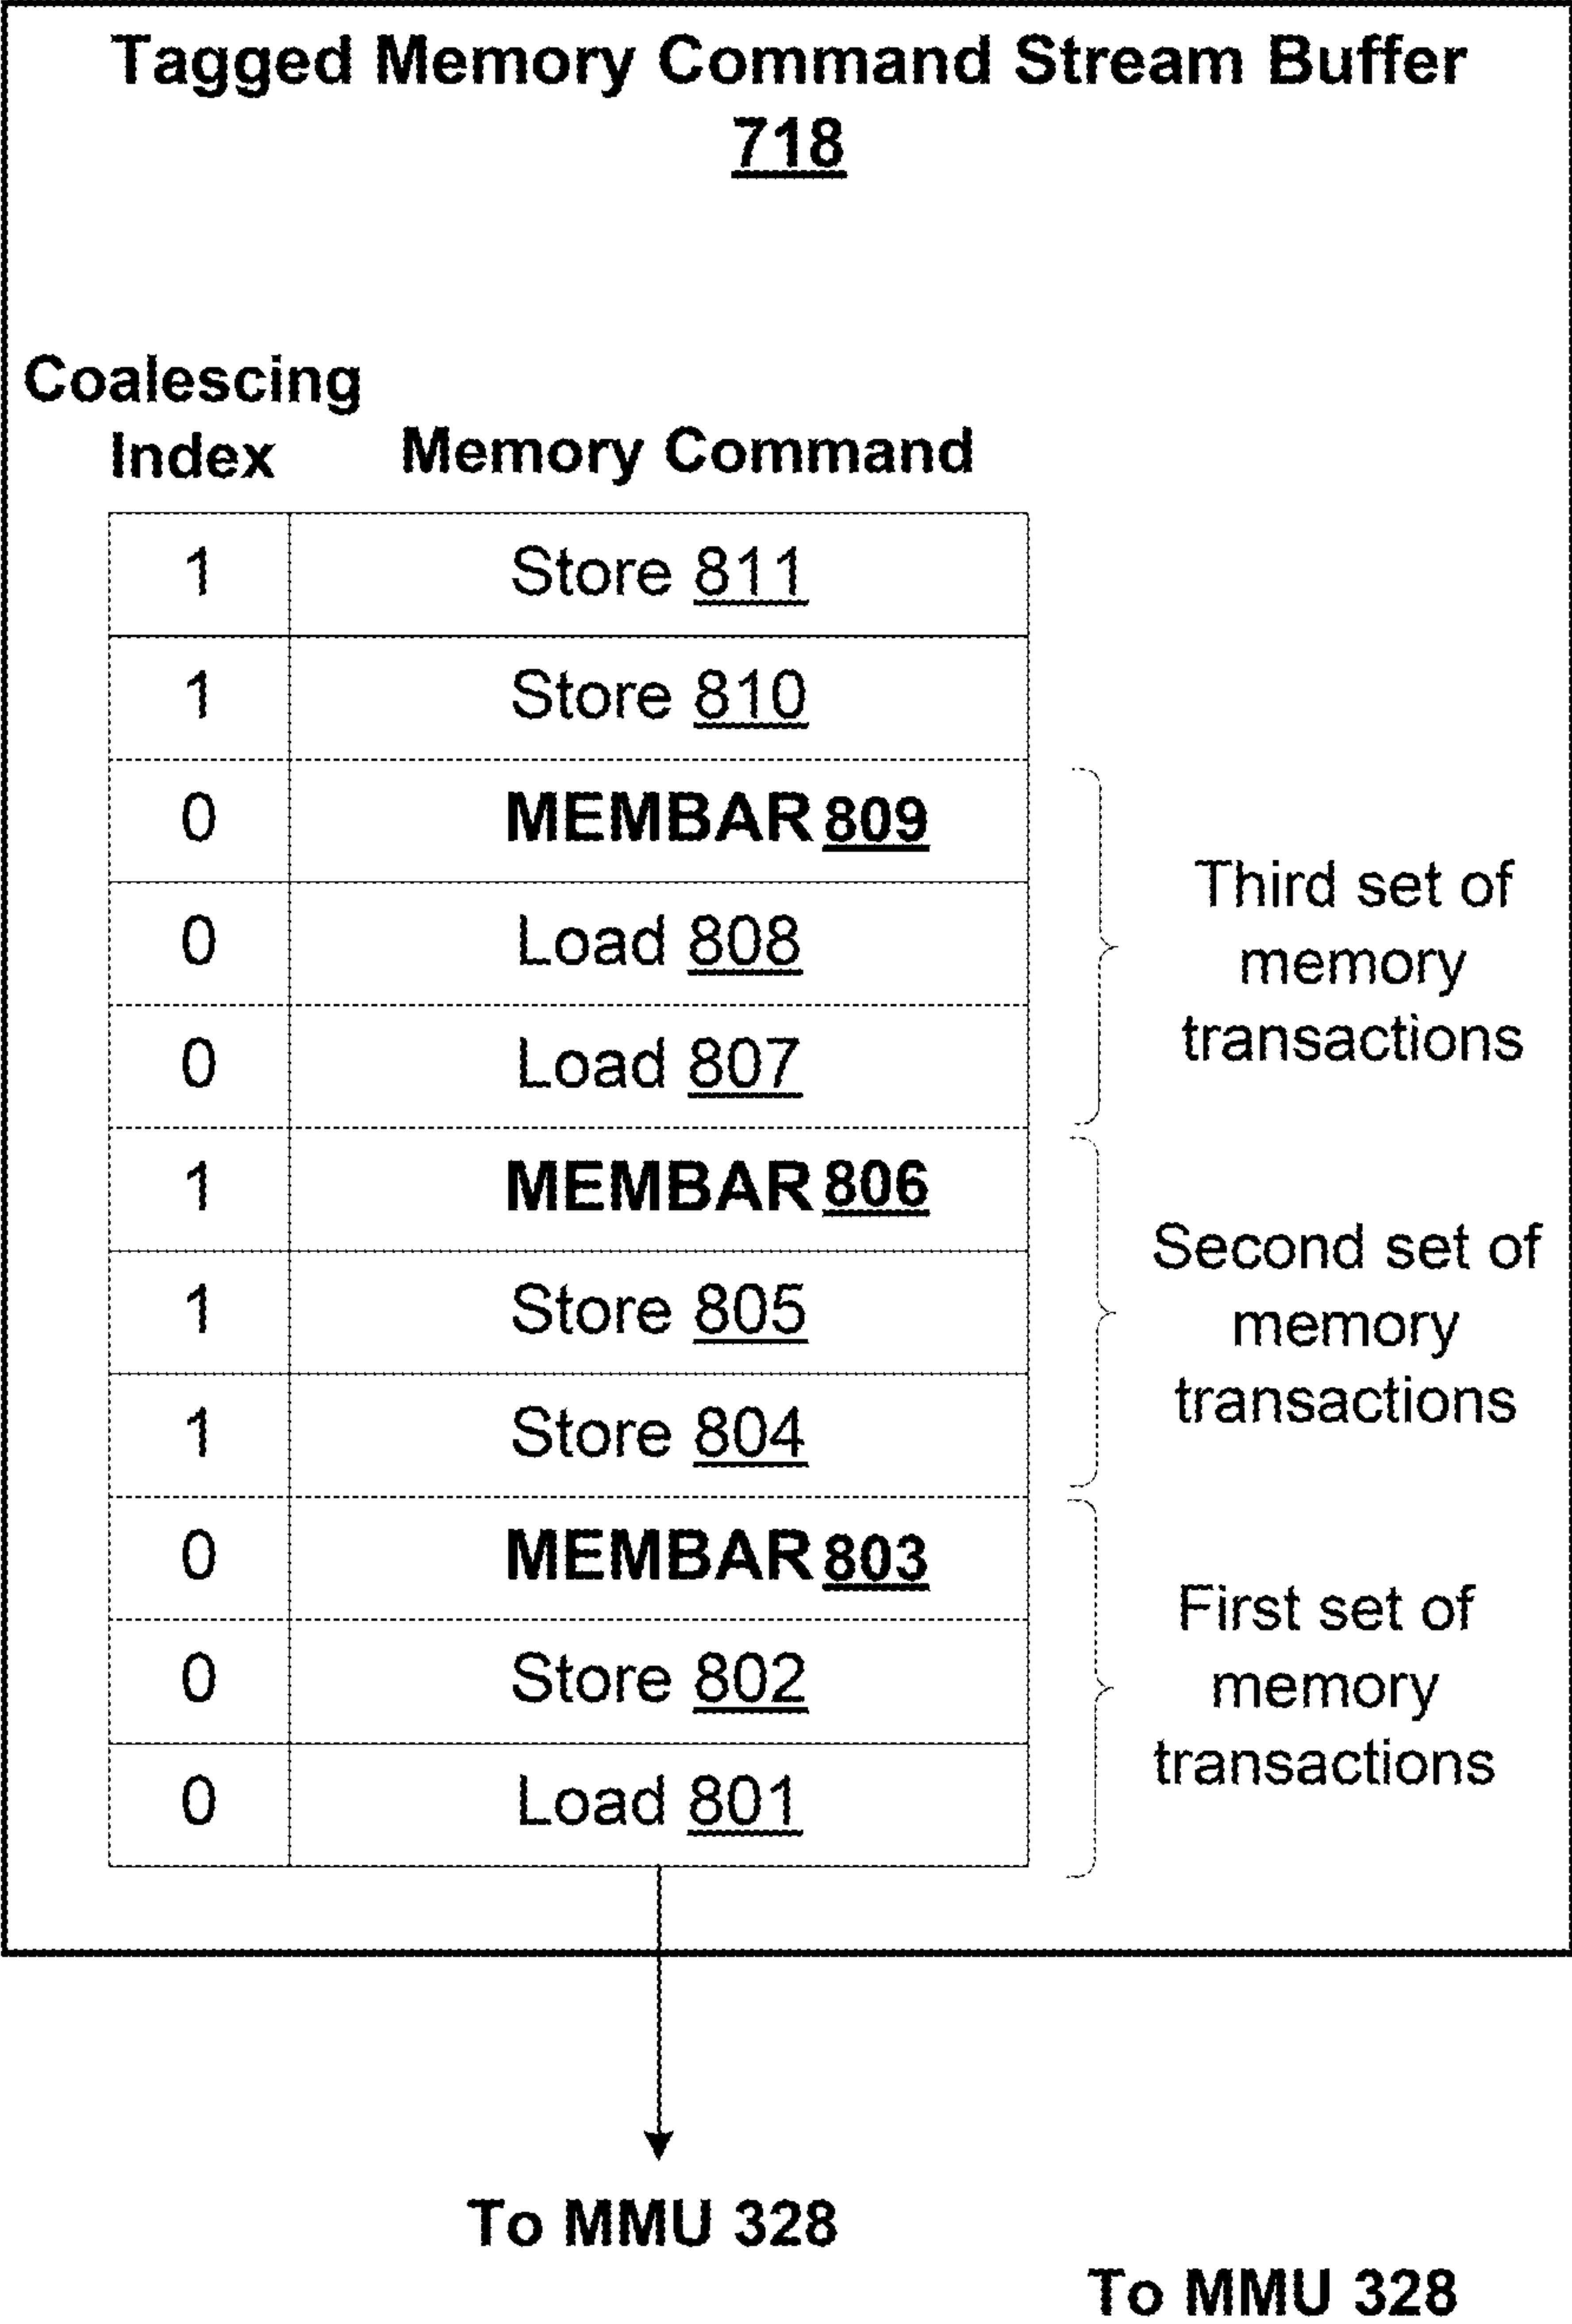 Tagged Memory Command Stream Buffer
718
Coalescing
Index
Memory Command
1 Store 811
1 Store 810
0 MEMBAR 809
0 Load 808
0 Load 807
Third set of
memory
transactions
1 MEMBAR 806
1 Store 805
1 Store 804
Second set of
memory
transactions
0 MEMBAR 803
0 Store 802
0 Load 801
First set of
memory
transactions
To MMU 328
To MMU 328